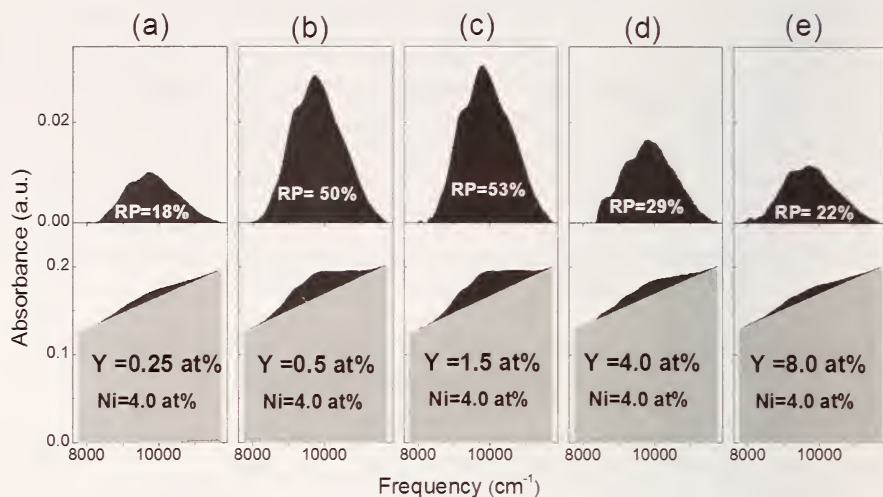 (a) (b) (c) (d) (e)
0.02
0.00
RP=18% RP= 50% RP=53% RP=29% RP= 22%
Absorbance (a.u.)
0.2
0.1
0.0
Y =0.25 at% Y =0.5 at% Y =1.5 at% Y =4.0 at% Y =8.0 at%
Ni=4.0 at% Ni=4.0 at% Ni=4.0 at% Ni=4.0 at% Ni=4.0 at%
8000 10000 8000 10000 8000 10000 8000 10000 8000 10000
Frequency (cm⁻¹)